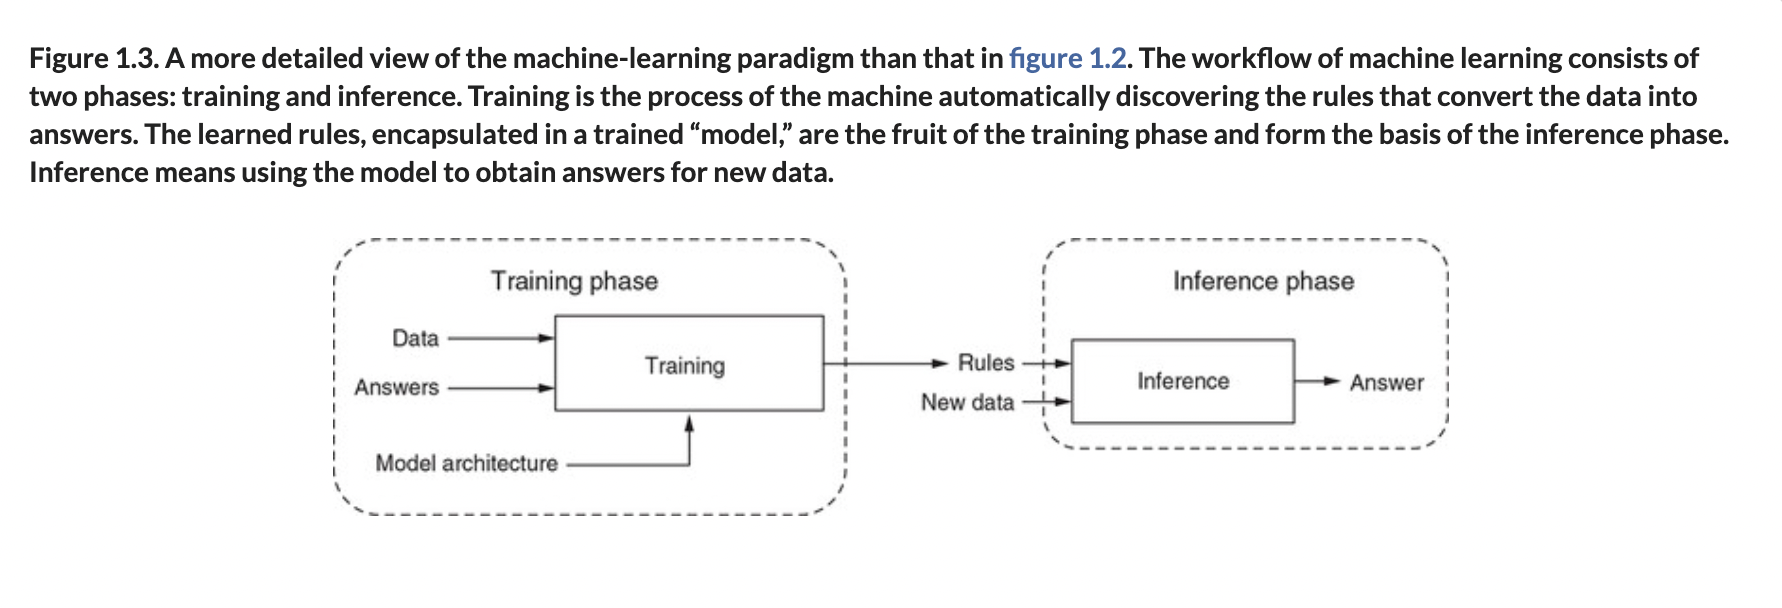 Figure 1.3. A more detailed view of the machine-learning paradigm than that in figure 1.2. The workflow of machine learning consists of
two phases: training and inference. Training is the process of the machine automatically discovering the rules that convert the data into
answers. The learned rules, encapsulated in a trained “model,” are the fruit of the training phase and form the basis of the inference phase.
Inference means using the model to obtain answers for new data.
Training phase
Data
Answers
Training
Model architecture
Rules
New data
Inference phase
Inference
Answer